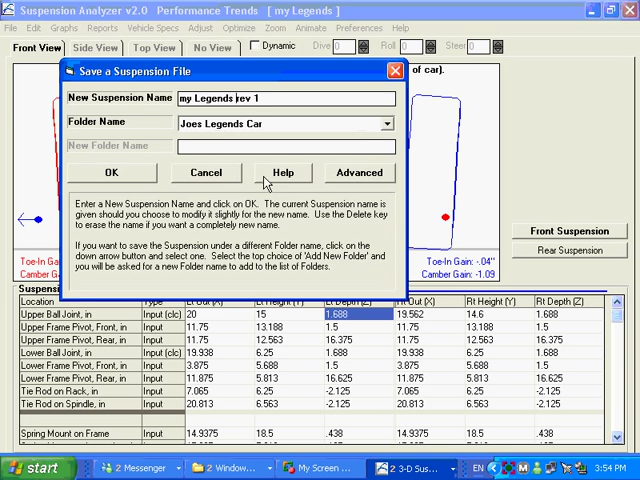 Suspension Analyzer v2.0 Performance Trends [ my Legends ]
File Edit Graphs Reports Vehicle Specs Adjust Optimize Animate Preferences Help
Front View Side View Top View No View Dynamic Dive 0 Roll 0 Steer 0
Save a Suspension File
of car).
New Suspension Name my Legends rev 1
Folder Name Joes Legends Car
New Folder Name
OK Cancel Help Advanced
Enter a New Suspension Name and click on OK. The current Suspension name is
given should you choose to modify it slightly for the new name. Use the Delete key
to erase the name if you want a completely new name.
If you want to save the Suspension under a different Folder name, click on the
down arrow button and select one. Select the top choice of 'Add New Folder' and
you will be asked for a new Folder name to add to the list of Folders.
Front Suspension
Rear Suspension
Toe-In Gain
Camber Gain
Toe-In Gain: -.04"
Camber Gain: -1.09
Location Type Lt Out (X) Lt Height (Y) Lt Depth (Z) Rt Out (X) Rt Height (Y) Rt Depth (Z)
Upper Ball Joint, in Input (clc) 20 15 1.688 19.562 14.6 1.688
Upper Frame Pivot, Front, in Input 11.75 13.188 1.5 11.75 13.188 1.5
Upper Frame Pivot, Rear, in Input 11.75 12.563 16.375 11.75 12.563 16.375
Lower Ball Joint, in Input (clc) 19.938 6.25 1.688 19.938 6.25 1.688
Lower Frame Pivot, Front, in Input 3.875 5.688 1.5 3.875 5.688 1.5
Lower Frame Pivot, Rear, in Input 11.875 5.813 16.625 11.875 5.813 16.625
Tie Rod on Rack, in Input 7.065 6.25 -2.125 7.065 6.25 -2.125
Tie Rod on Spindle, in Input 20.813 6.563 -2.125 20.813 6.563 -2.125
Spring Mount on Frame Input 14.9375 18.5 .438 14.9375 18.5 .438
start 2 Messenger 2 Windows... My Screen ... 2 3-D Sus... EN 3:54 PM